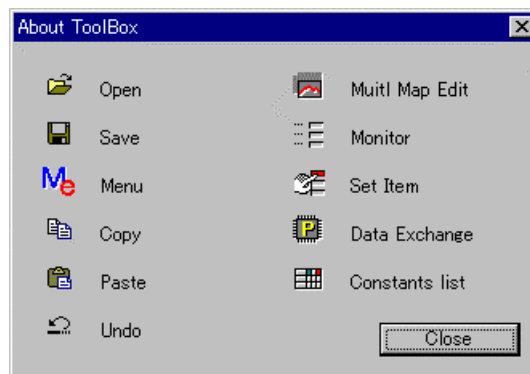 About ToolBox
Open
Save
Menu
Copy
Paste
Undo
Muitl Map Edit
Monitor
Set Item
Data Exchange
Constants list
Close